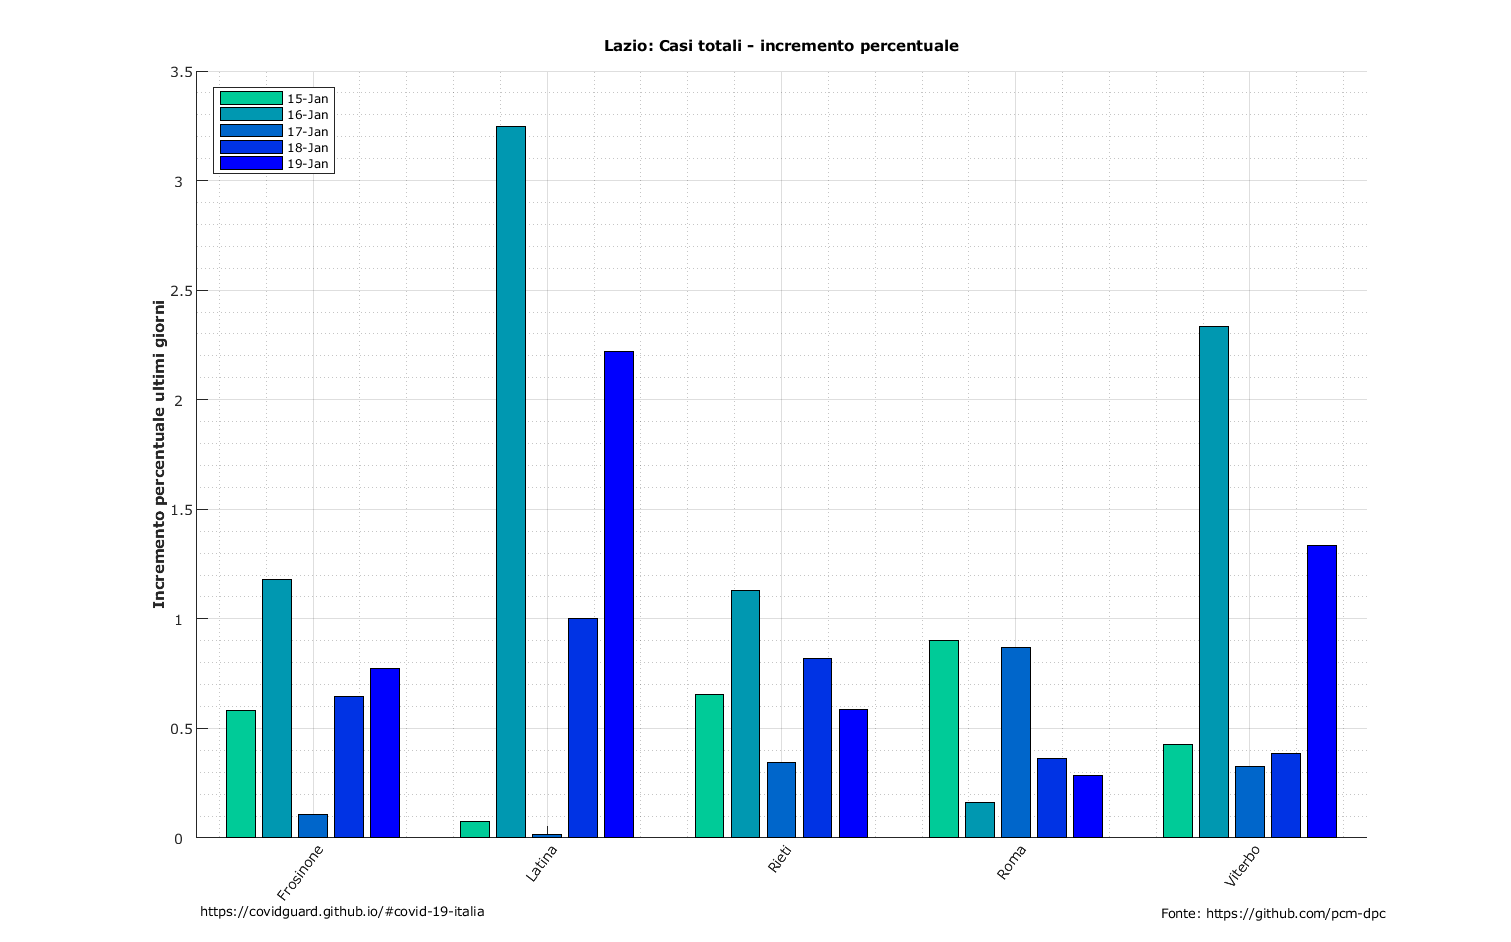 Lazio: Casi totali - incremento percentuale
Incremento percentuale ultimi giorni
3.5
3
2.5
2
1.5
1
0.5
0
15-Jan
16-Jan
17-Jan
18-Jan
19-Jan
Frosinone
Latina
Rieti
Roma
Viterbo
https://covidguard.github.io/#covid-19-italia
Fonte: https://github.com/pcm-dpc